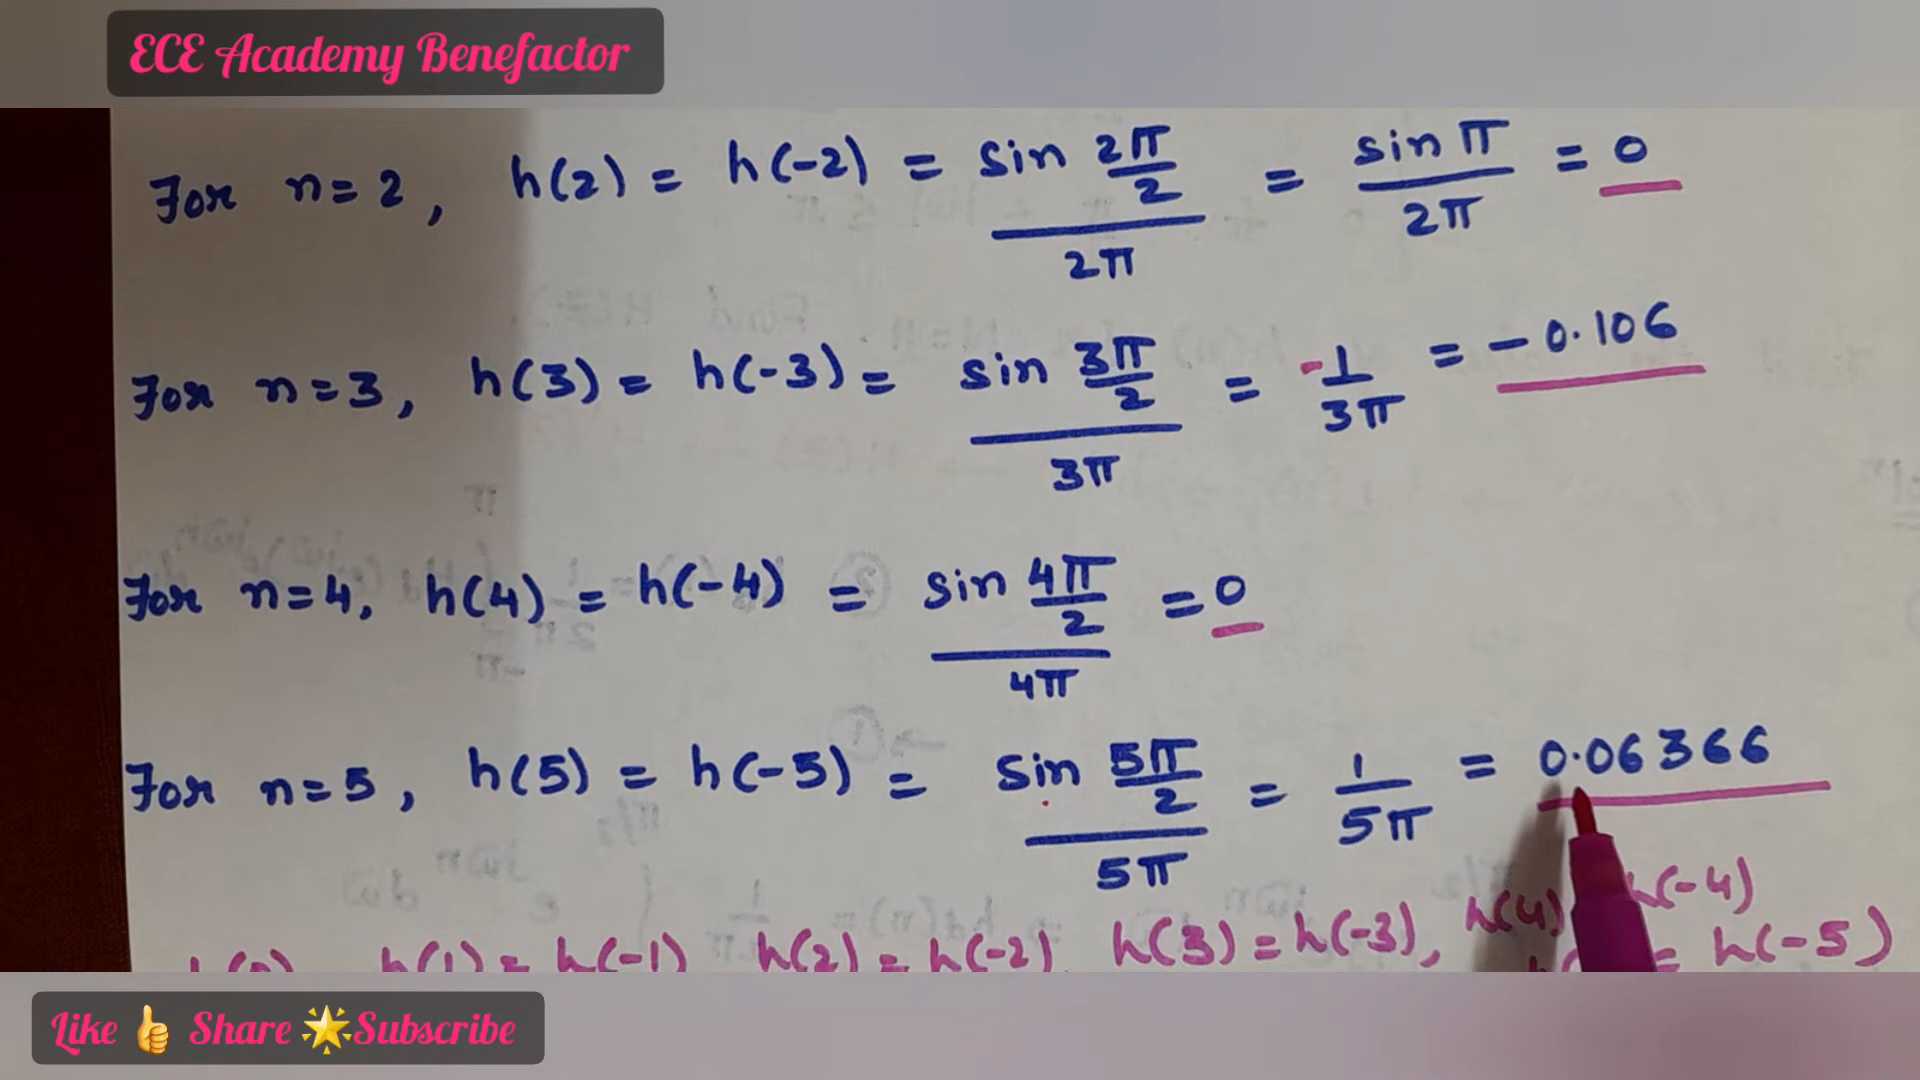 ECE Academy Benefactor
For n=2, h(2) = h(-2) = sin 2π/2 / 2π = sin π / 2π = 0
For n=3, h(3) = h(-3) = sin 3π/2 / 3π = -1/3π = -0.106
For n=4, h(4) = h(-4) = sin 4π/2 / 4π = 0
For n=5, h(5) = h(-5) = sin 5π/2 / 5π = 1/5π = 0.06366
h(1) = h(-1) h(2) = h(-2) h(3) = h(-3), h(4) h(-4)
= h(-5)
Like 👍 Share 🌟Subscribe